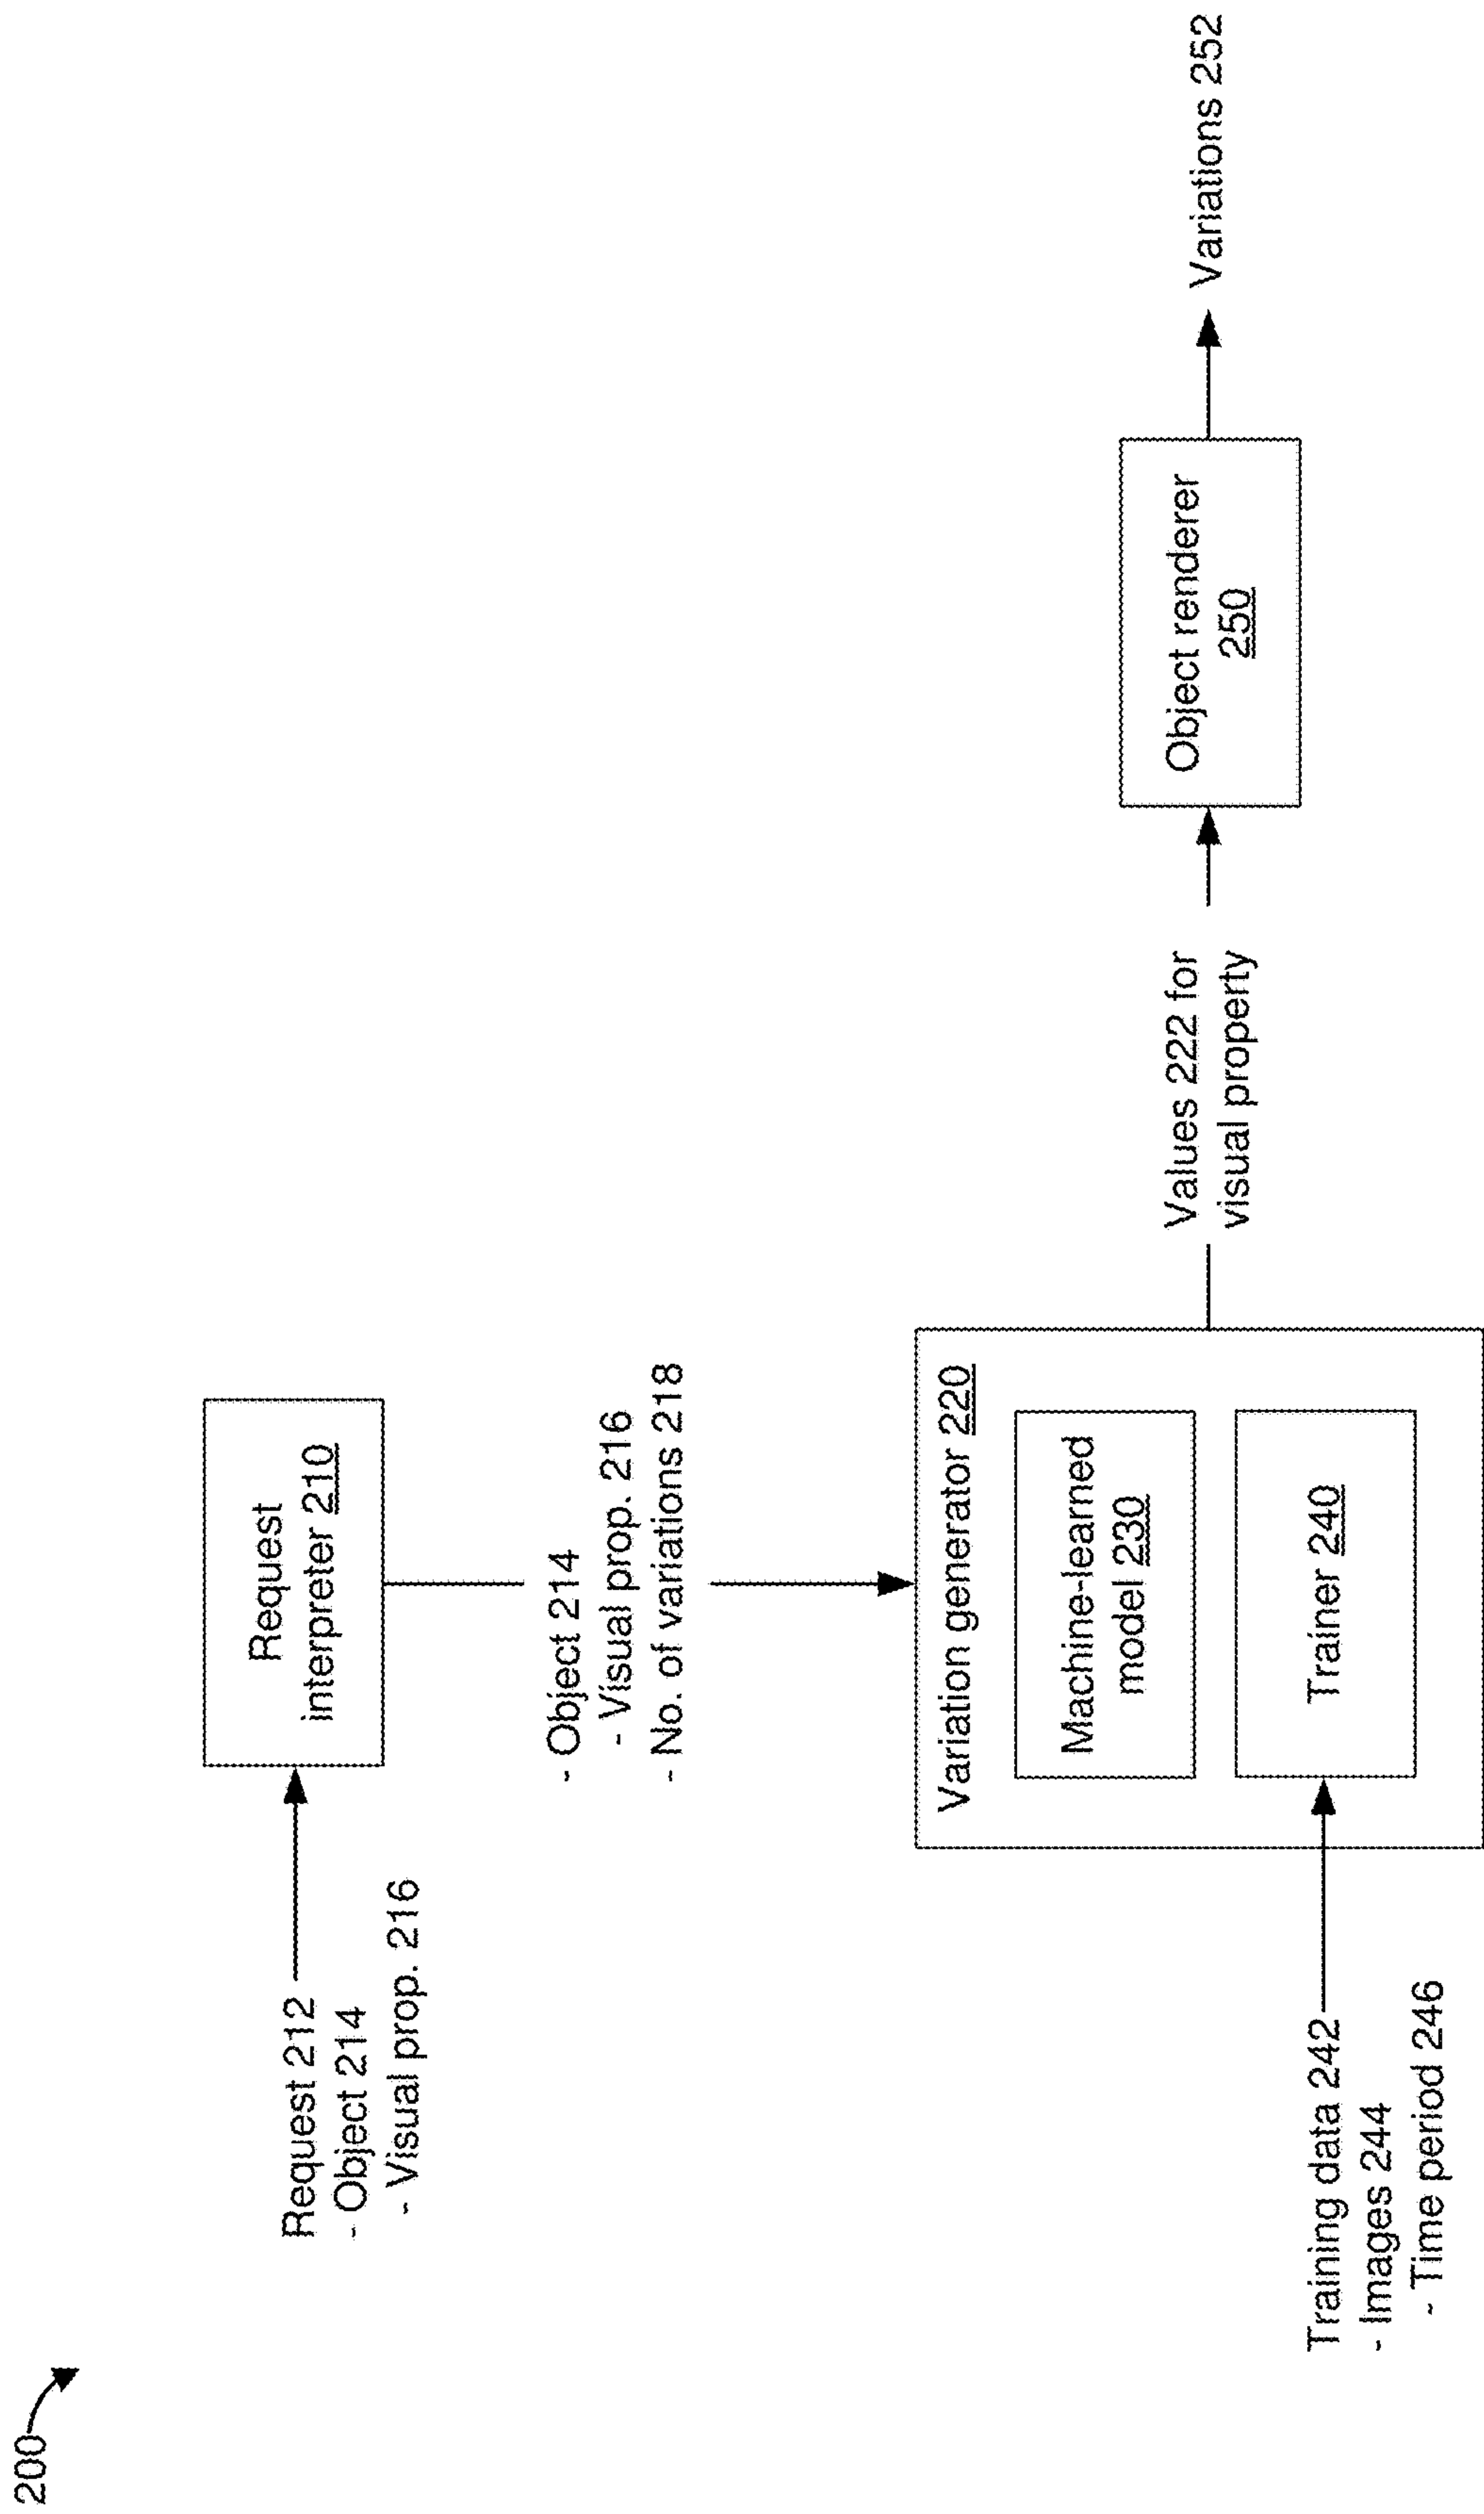 200
Request 212
- Object 214
- Visual prop. 216
Request
interpreter 210
- Object 214
- Visual prop. 216
- No. of variations 218
Variation generator 220
Machine-learned
model 230
Trainer 240
Training data 242
- Images 244
- Time period 246
Values 222 for
visual property
Object renderer
250
Variations 252